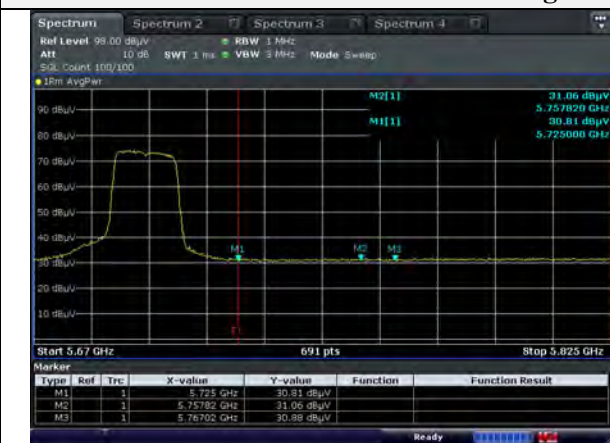 Spectrum Spectrum 2 Spectrum 3 Spectrum 4
Ref Level 98.00 dBµV RBW 1 MHz
Att 10 dB SWT 1 ms VBW 3 MHz Mode Sweep
SGL Count 100/100
1Rm AvgPwr
M2[1] 31.06 dBµV
5.757820 GHz
M1[1] 30.81 dBµV
5.725000 GHz
90 dBµV
80 dBµV
70 dBµV
60 dBµV
50 dBµV
40 dBµV
M1 M2 M3
30 dBµV
20 dBµV
10 dBµV
Start 5.67 GHz 691 pts Stop 5.825 GHz
Marker
Type Ref Trc X-value Y-value Function Function Result
M1 1 5.725 GHz 30.81 dBµV
M2 1 5.75782 GHz 31.06 dBµV
M3 1 5.76702 GHz 30.88 dBµV
Ready